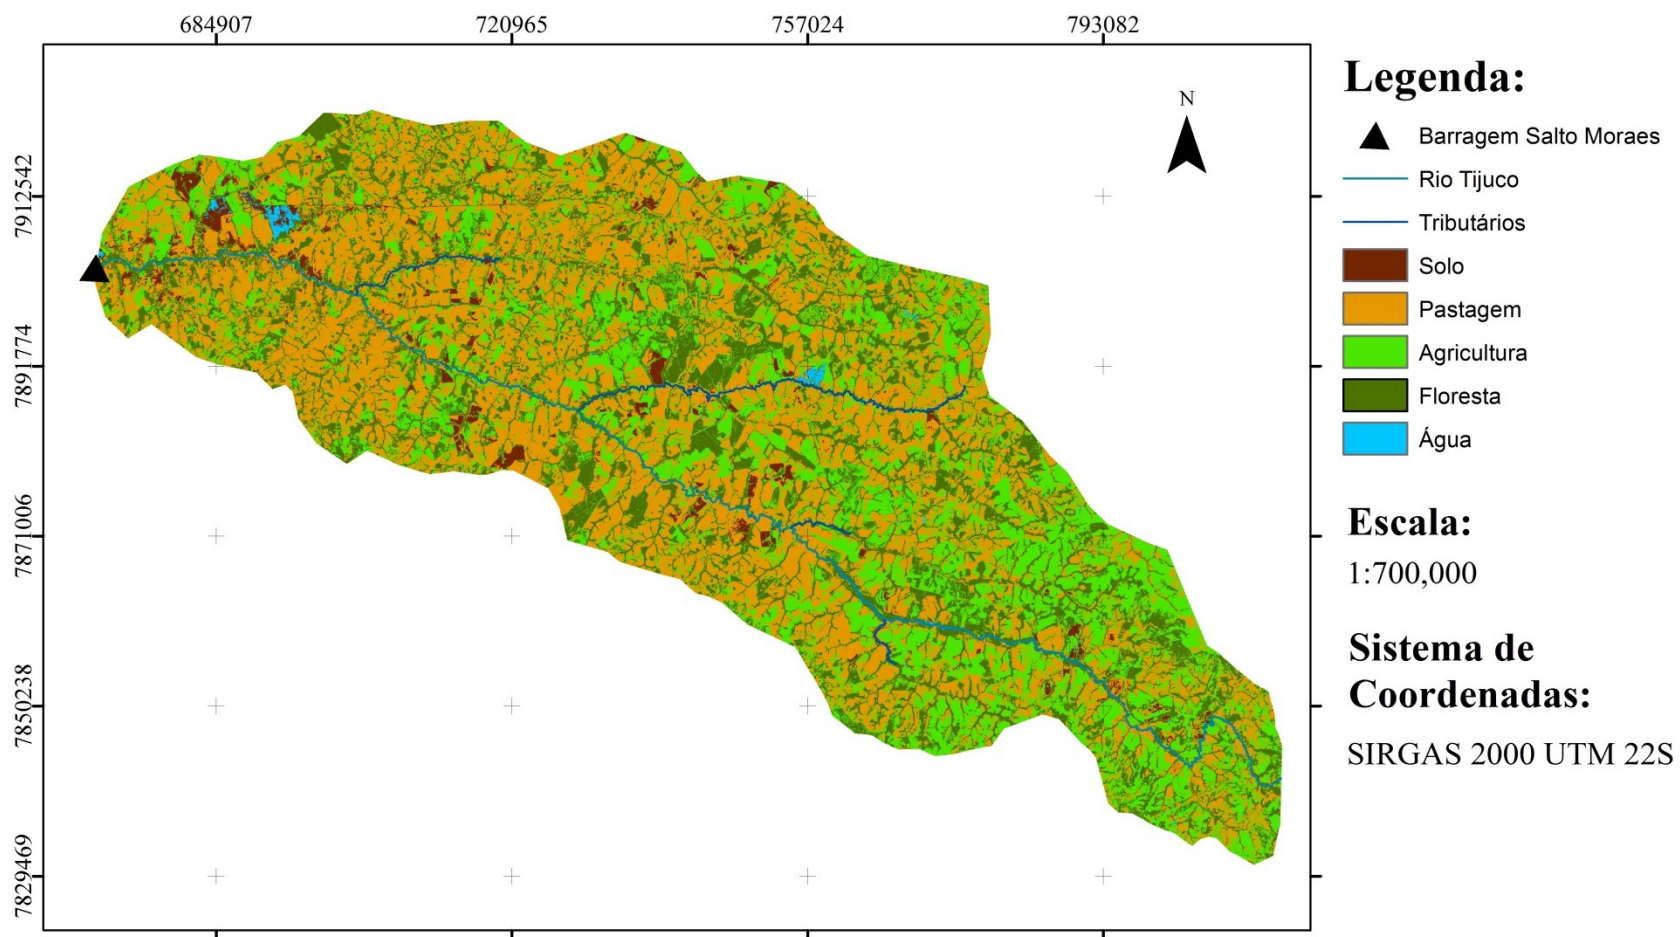 684907
720965
757024
793082
7912542
7891774
7871006
7850238
7829469
N
Legenda:
Barragem Salto Moraes
Rio Tijuco
Tributários
Solo
Pastagem
Agricultura
Floresta
Água
Escala:
1:700,000
Sistema de
Coordenadas:
SIRGAS 2000 UTM 22S